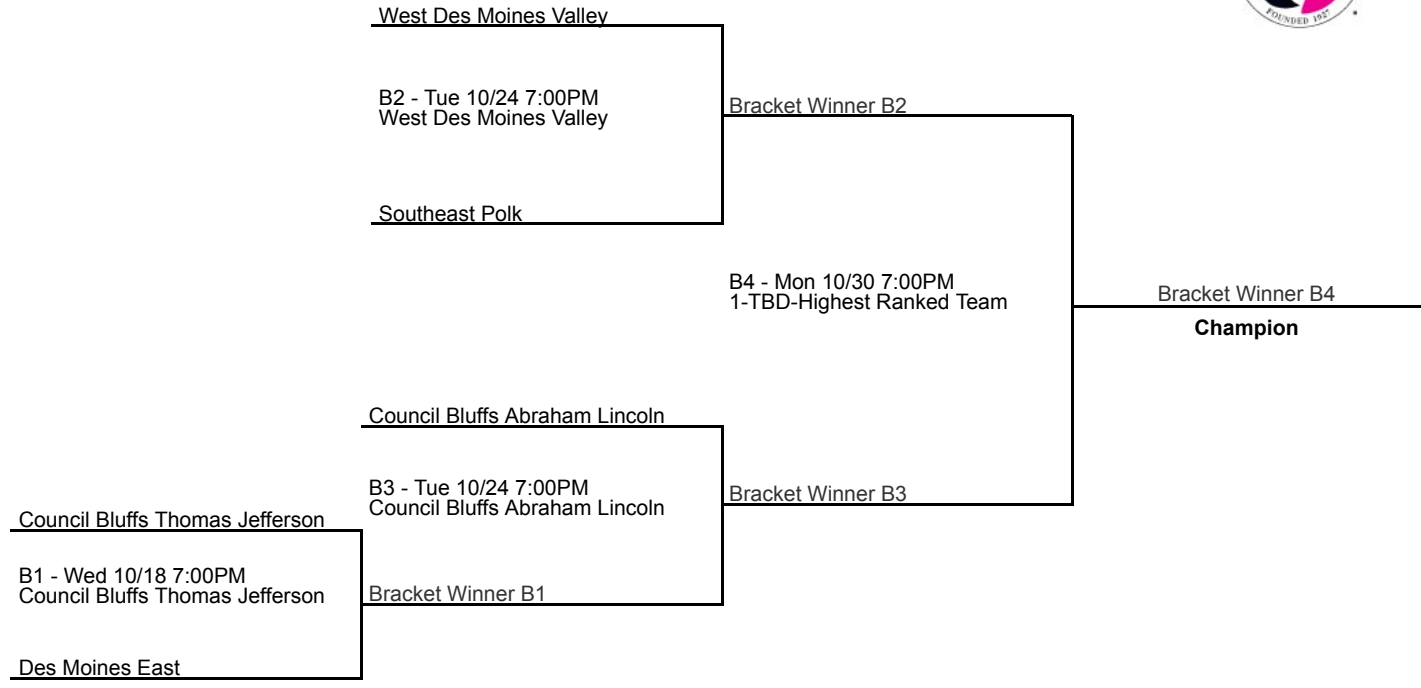 FOUNDED 1927
West Des Moines Valley
B2 - Tue 10/24 7:00PM
West Des Moines Valley
Bracket Winner B2
Southeast Polk
B4 - Mon 10/30 7:00PM
1-TBD-Highest Ranked Team
Bracket Winner B4
Champion
Council Bluffs Abraham Lincoln
B3 - Tue 10/24 7:00PM
Council Bluffs Abraham Lincoln
Bracket Winner B3
Council Bluffs Thomas Jefferson
B1 - Wed 10/18 7:00PM
Council Bluffs Thomas Jefferson
Bracket Winner B1
Des Moines East